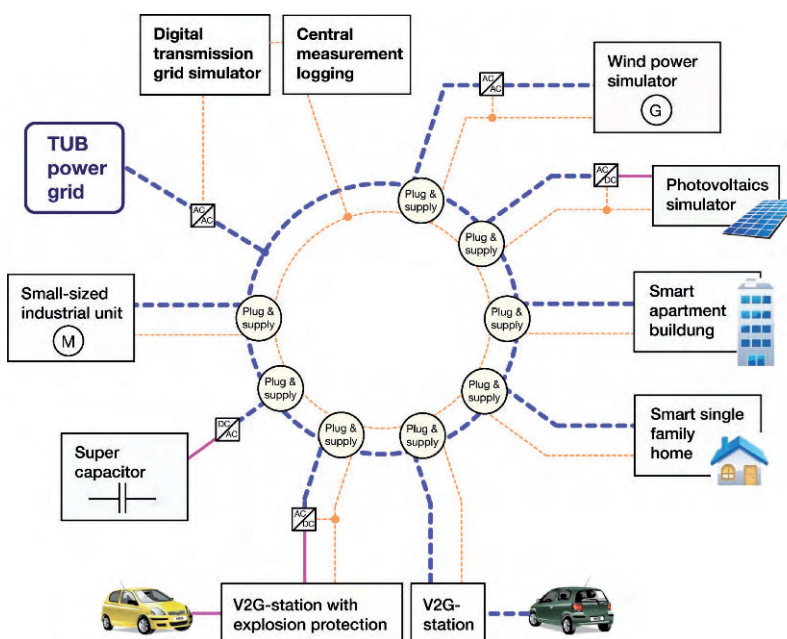 Digital
transmission
grid simulator
Central
measurement
logging
Wind power
simulator
G
AC
AC
TUB
power
grid
AC
AC
AC
DC
Photovoltaics
simulator
Plug &
supply
Plug &
supply
Small-sized
industrial unit
M
Plug &
supply
Plug &
supply
Smart
apartment
buildung
Plug &
supply
Plug &
supply
Smart single
family
home
DC
AC
Super
capacitor
Plug &
supply
Plug &
supply
AC
DC
V2G-station with
explosion protection
V2G-
station